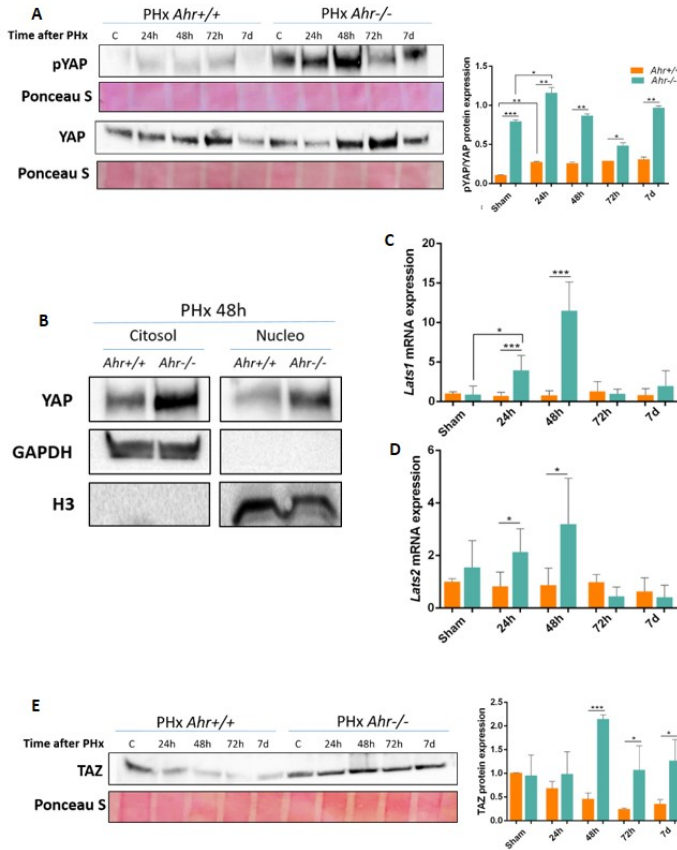 A
PHx Ahr+/+ PHx Ahr-/-
Time after PHx C 24h 48h 72h 7d C 24h 48h 72h 7d
pYAP
Ponceau S
YAP
Ponceau S
pYAP/YAP protein expression
1.5
1.0
0.5
0.0
Sham 24h 48h 72h 7d
*** ** * ** ** * **
Ahr+/-
Ahr-/-
B
PHx 48h
Citosol Nucleo
Ahr+/+ Ahr-/- Ahr+/+ Ahr-/-
YAP
GAPDH
H3
C
Lats1 mRNA expression
20
15
10
5
0
* *** ***
Sham 24h 48h 72h 7d
D
Lats2 mRNA expression
6
4
2
0
* *
Sham 24h 48h 72h 7d
E
PHx Ahr+/+ PHx Ahr-/-
Time after PHx C 24h 48h 72h 7d C 24h 48h 72h 7d
TAZ
Ponceau S
TAZ protein expression
2.5
2.0
1.5
1.0
0.5
0.0
*** * *
Sham 24h 48h 72h 7d